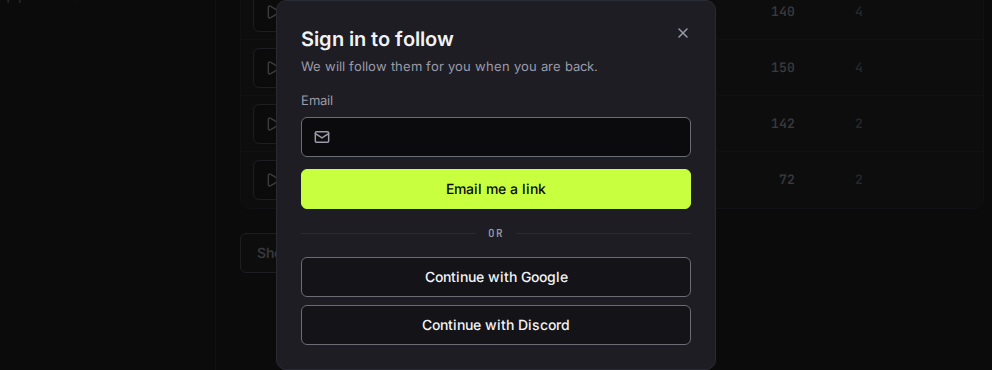 Sign in to follow
We will follow them for you when you are back.
Email
Email me a link
OR
Continue with Google
Continue with Discord
140 4
150 4
142 2
72 2